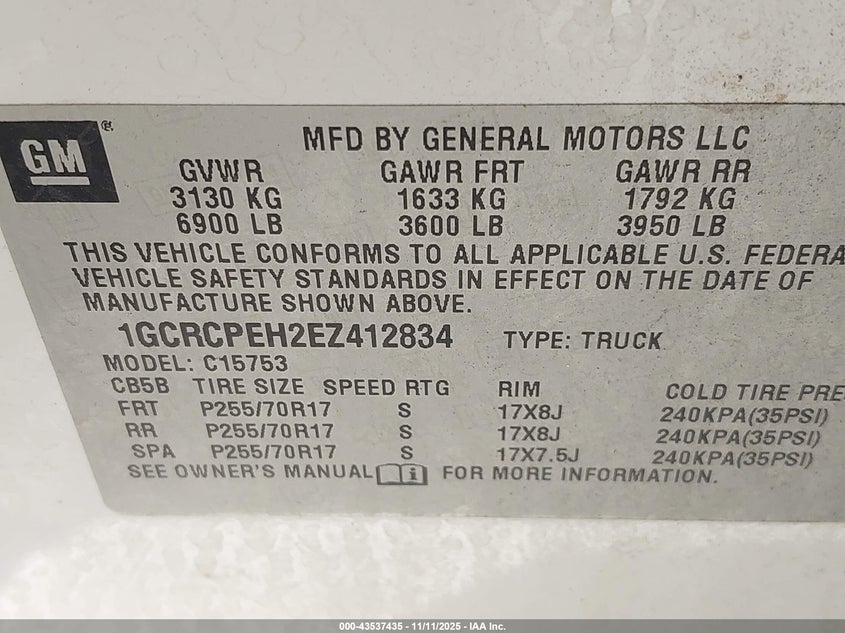 GM
MFD BY GENERAL MOTORS LLC
GVWR GAWR FRT GAWR RR
3130 KG 1633 KG 1792 KG
6900 LB 3600 LB 3950 LB
THIS VEHICLE CONFORMS TO ALL APPLICABLE U.S. FEDERA
VEHICLE SAFETY STANDARDS IN EFFECT ON THE DATE OF
MANUFACTURE SHOWN ABOVE.
1GCRCPEH2EZ412834 TYPE: TRUCK
MODEL: C15753
CB5B TIRE SIZE SPEED RTG RIM COLD TIRE PRE
FRT P255/70R17 S 17X8J 240KPA(35PSI)
RR P255/70R17 S 17X8J 240KPA(35PSI)
SPA P255/70R17 S 17X7.5J 240KPA(35PSI)
SEE OWNER'S MANUAL i FOR MORE INFORMATION.
000-43537435 - 11/11/2025 - IAA Inc.